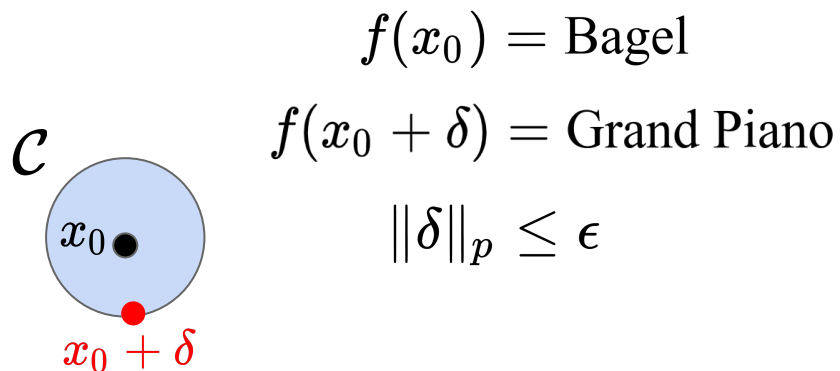 f(x₀) = Bagel
f(x₀ + δ) = Grand Piano
𝒞
‖δ‖ₚ ≤ ϵ
x₀
x₀ + δ